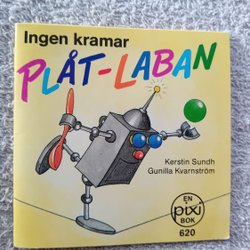 Ingen kramar
PLÅT-LABAN
Kerstin Sundh
Gunilla Kvarnström
EN
pixi
BOK
620